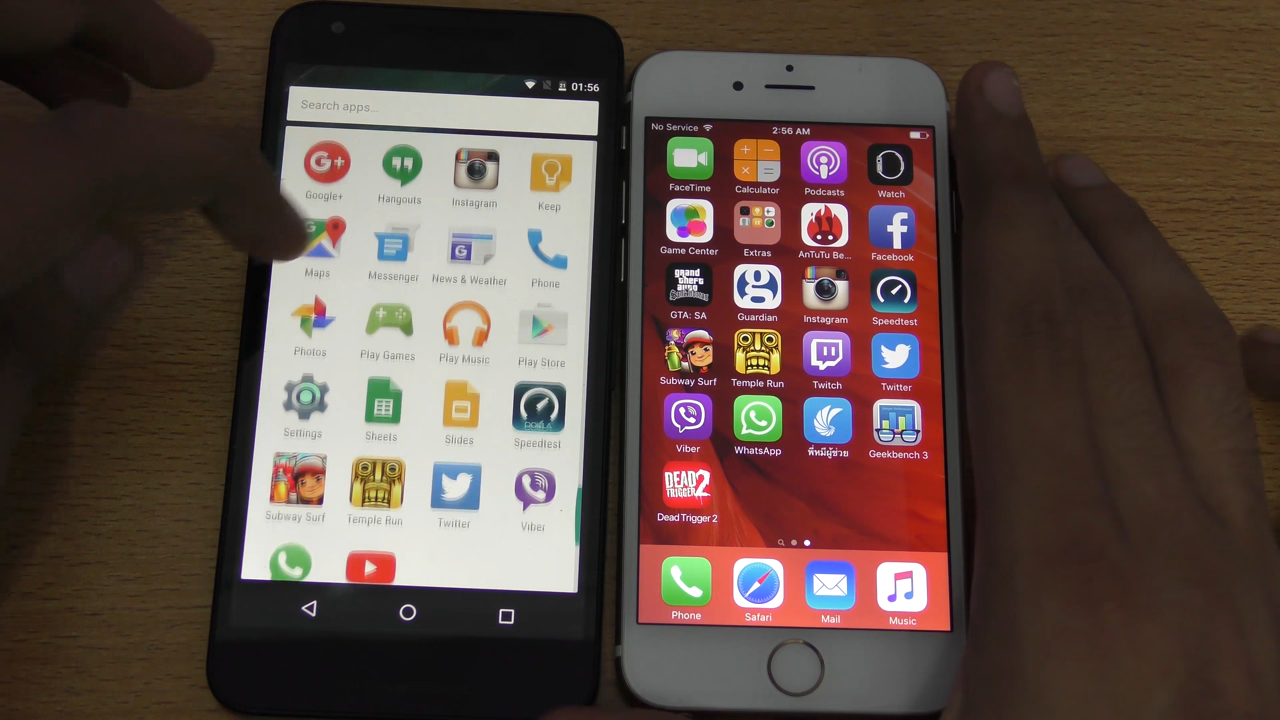 01:56
Search apps...
Google+
Hangouts
Instagram
Keep
Maps
Messenger
News & Weather
Phone
Photos
Play Games
Play Music
Play Store
Settings
Sheets
Slides
Speedtest
Subway Surf
Temple Run
Twitter
Viber
No Service
2:56 AM
FaceTime
Calculator
Podcasts
Watch
Game Center
Extras
AnTuTu Be...
Facebook
grand
theft
auto
GTA: SA
Guardian
Instagram
Speedtest
Subway Surf
Temple Run
Twitch
Twitter
Viber
WhatsApp
พี่หมีผู้ช่วย
Geekbench 3
DEAD
TRIGGER 2
Dead Trigger 2
Phone
Safari
Mail
Music